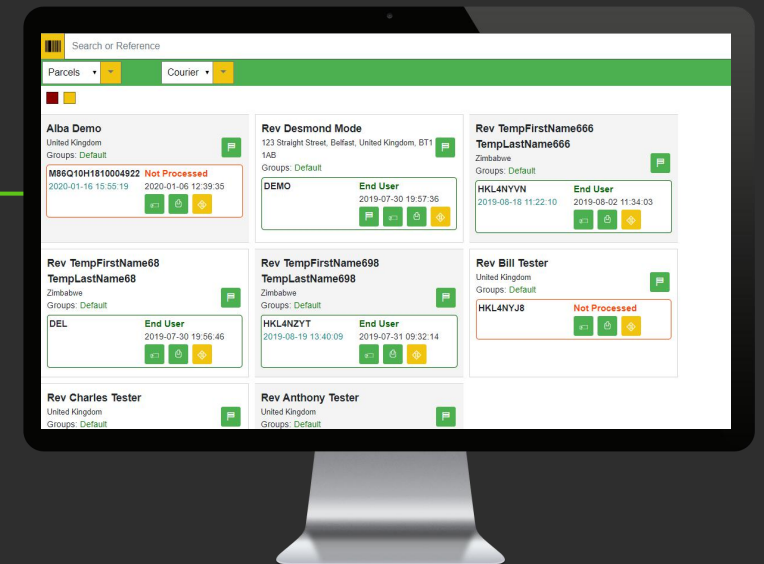 Search or Reference
Parcels
Courier
Alba Demo
United Kingdom
Groups: Default
M86Q10H1810004922 Not Processed
2020-01-16 15:55:19 2020-01-06 12:39:35
Rev Desmond Mode
123 Straight Street, Belfast, United Kingdom, BT1
1AB
Groups: Default
DEMO End User
2019-07-30 19:57:36
Rev TempFirstName666
TempLastName666
Zimbabwe
Groups: Default
HKL4NYVN End User
2019-08-18 11:22:10 2019-08-02 11:34:03
Rev TempFirstName68
TempLastName68
Zimbabwe
Groups: Default
DEL End User
2019-07-30 19:56:46
Rev TempFirstName698
TempLastName698
Zimbabwe
Groups: Default
HKL4NZYT End User
2019-08-19 13:40:09 2019-07-31 09:32:14
Rev Bill Tester
United Kingdom
Groups: Default
HKL4NYJ8 Not Processed
Rev Charles Tester
United Kingdom
Groups: Default
Rev Anthony Tester
United Kingdom
Groups: Default